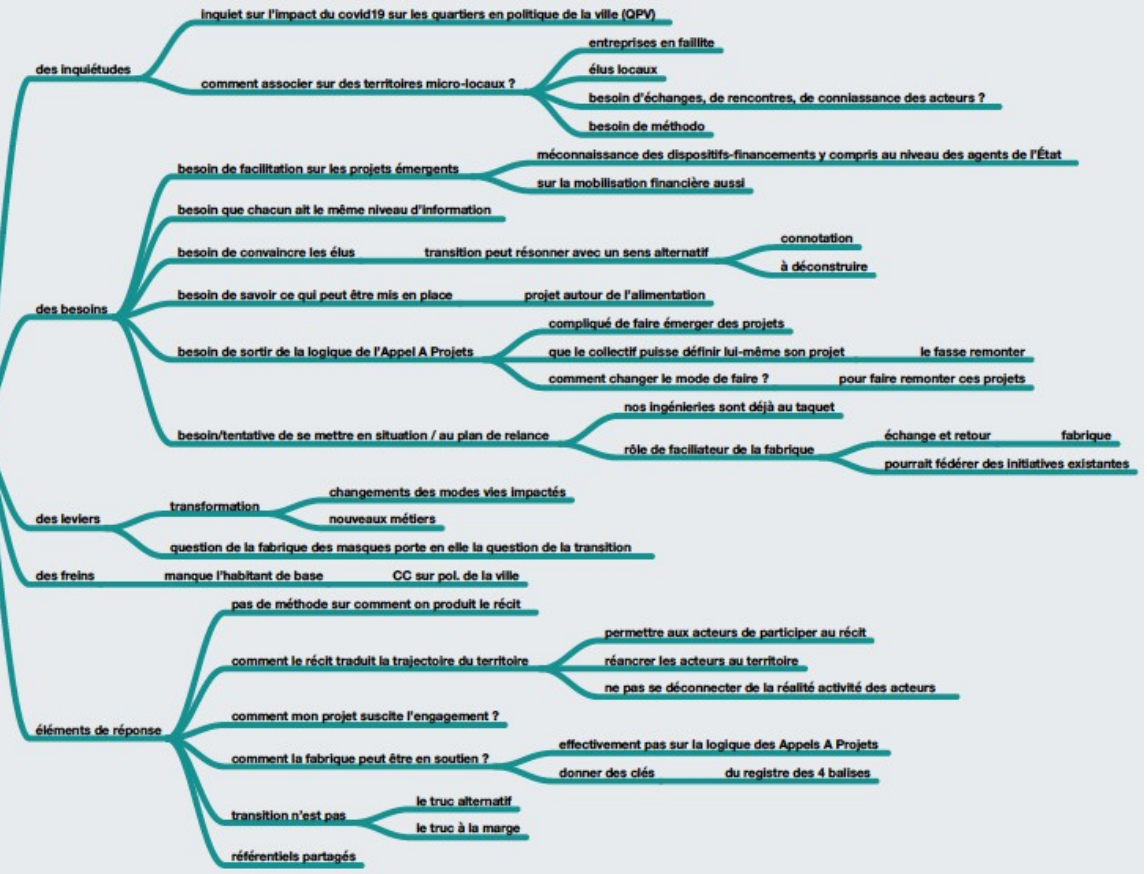 inquiet sur l'impact du covid19 sur les quartiers en politique de la ville (QPV)
des inquiétudes
comment associer sur des territoires micro-locaux ?
entreprises en faillite
élus locaux
besoin d'échanges, de rencontres, de conniassance des acteurs ?
besoin de méthodo
des besoins
besoin de facilitation sur les projets émergents
méconnaissance des dispositifs-financements y compris au niveau des agents de l'État
sur la mobilisation financière aussi
besoin que chacun ait le même niveau d'information
besoin de convaincre les élus
transition peut résonner avec un sens alternatif
connotation
à déconstruire
besoin de savoir ce qui peut être mis en place
projet autour de l'alimentation
besoin de sortir de la logique de l'Appel A Projets
compliqué de faire émerger des projets
que le collectif puisse définir lui-même son projet
le fasse remonter
comment changer le mode de faire ?
pour faire remonter ces projets
besoin/tentative de se mettre en situation / au plan de relance
nos ingénieries sont déjà au taquet
rôle de faciliateur de la fabrique
échange et retour
fabrique
pourrait fédérer des initiatives existantes
des leviers
transformation
changements des modes vies impactés
nouveaux métiers
question de la fabrique des masques porte en elle la question de la transition
des freins
manque l'habitant de base
CC sur pol. de la ville
éléments de réponse
pas de méthode sur comment on produit le récit
comment le récit traduit la trajectoire du territoire
permettre aux acteurs de participer au récit
réancrer les acteurs au territoire
ne pas se déconnecter de la réalité activité des acteurs
comment mon projet suscite l'engagement ?
comment la fabrique peut être en soutien ?
effectivement pas sur la logique des Appels A Projets
donner des clés
du registre des 4 balises
transition n'est pas
le truc alternatif
le truc à la marge
référentiels partagés